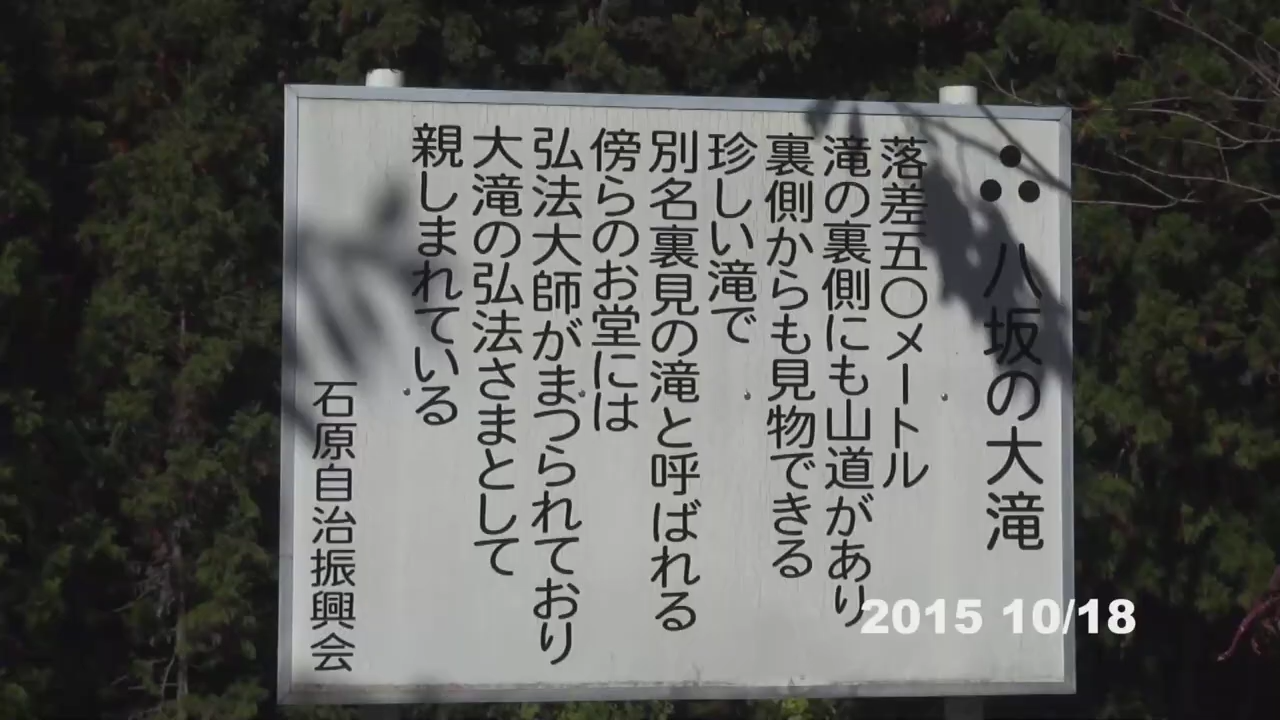 ∴ 八坂の大滝
落差五〇メートル
滝の裏側にも山道があり
裏側からも見物できる
珍しい滝で
別名裏見の滝と呼ばれる
傍らのお堂には
弘法大師がまつられており
大滝の弘法さまとして
親しまれている
石原自治振興会
2015 10/18